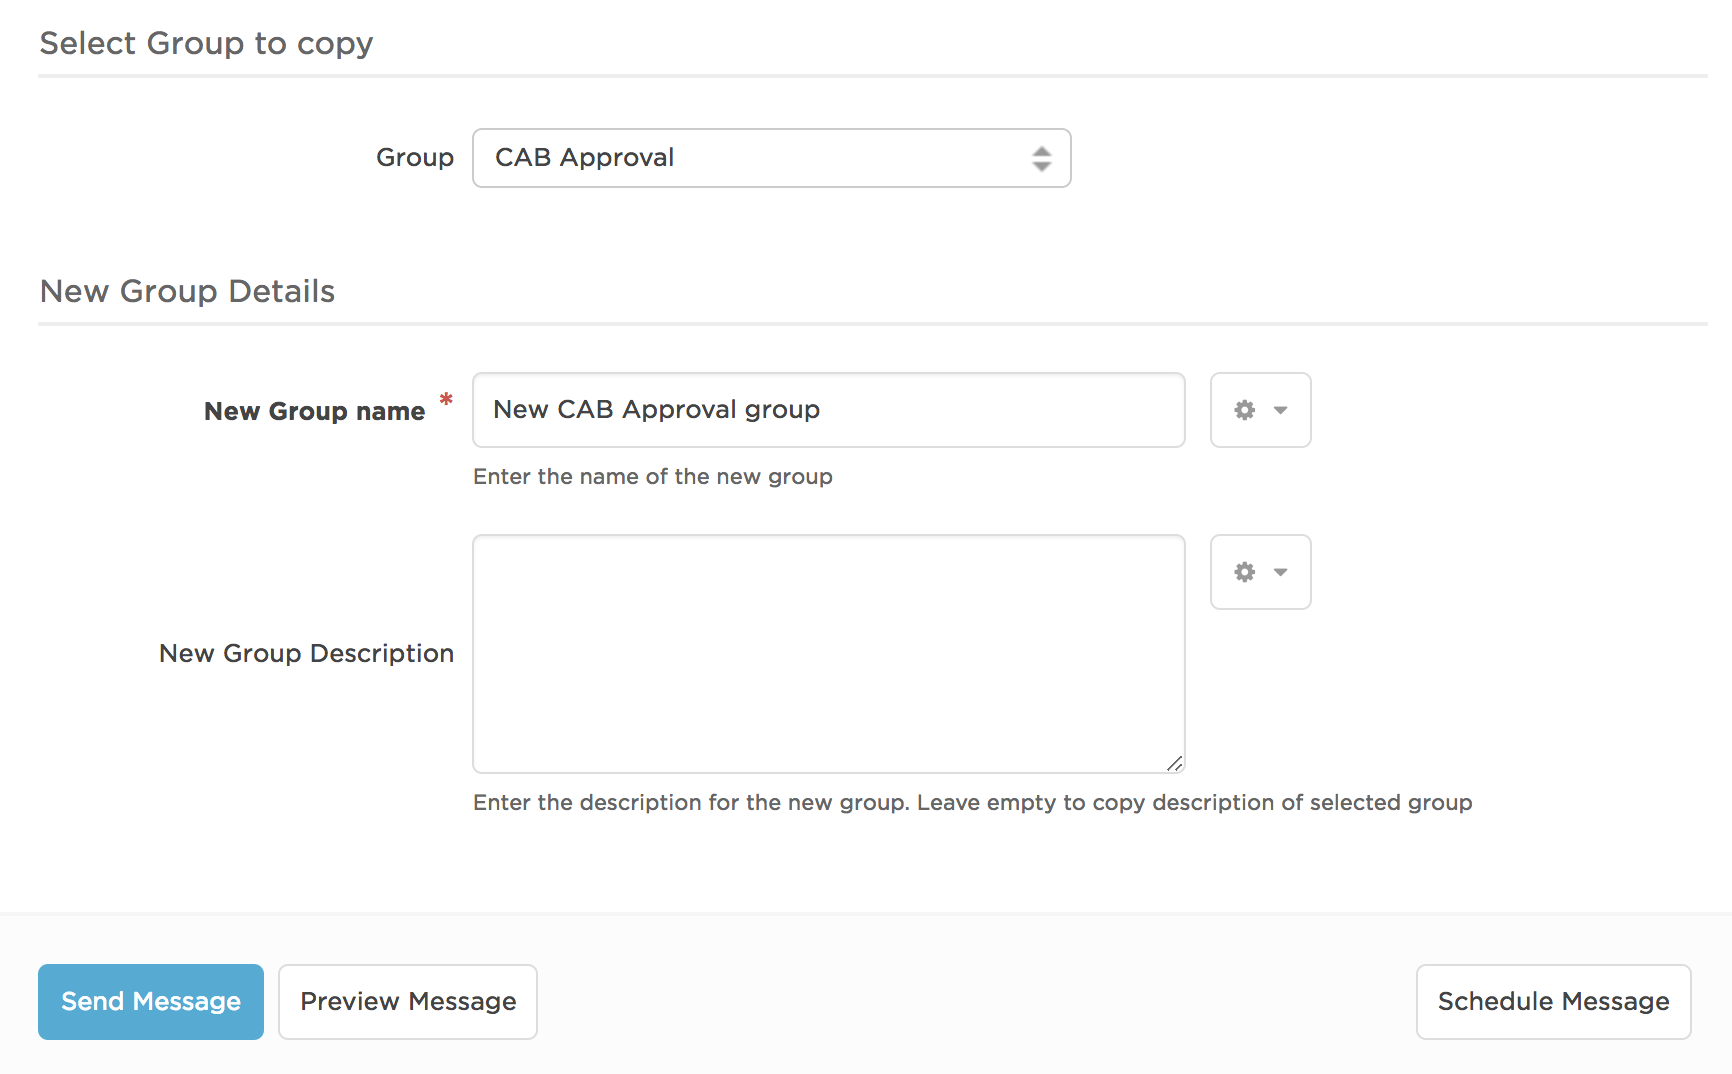 Select Group to copy
Group CAB Approval
New Group Details
New Group name * New CAB Approval group
Enter the name of the new group
New Group Description
Enter the description for the new group. Leave empty to copy description of selected group
Send Message Preview Message Schedule Message